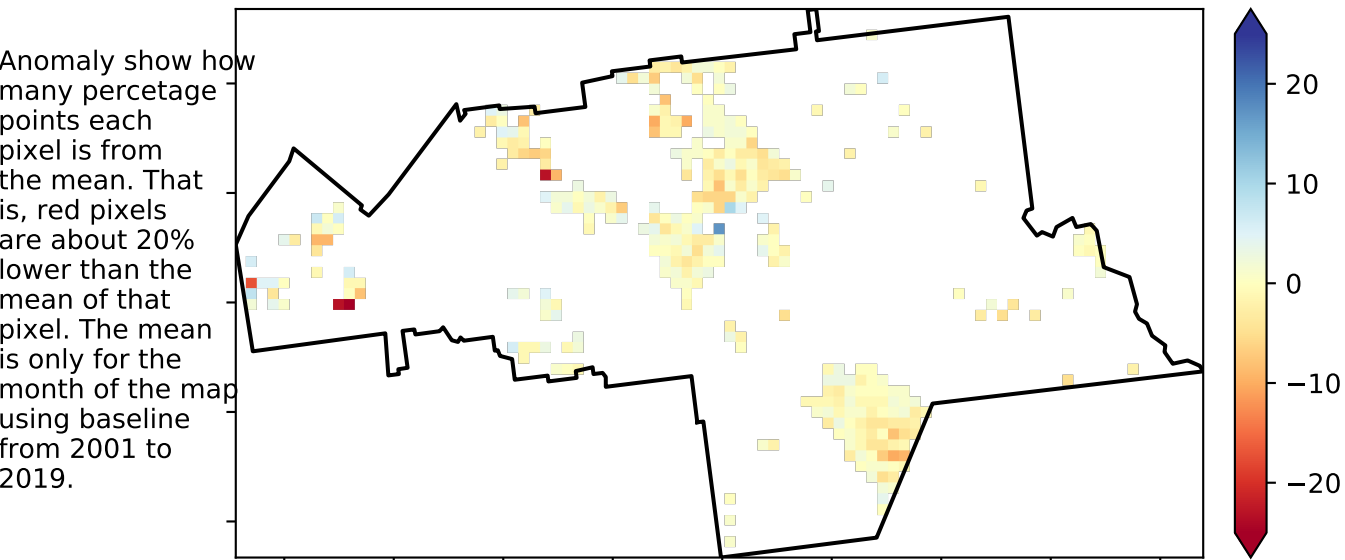 Anomaly show how
many percetage
points each
pixel is from
the mean. That
is, red pixels
are about 20%
lower than the
mean of that
pixel. The mean
is only for the
month of the map
using baseline
from 2001 to
2019.
20
10
0
−10
−20